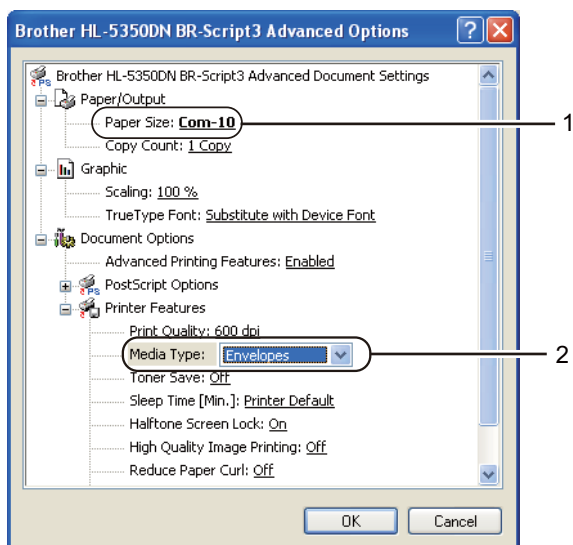 Brother HL-5350DN BR-Script3 Advanced Options
Brother HL-5350DN BR-Script3 Advanced Document Settings
Paper/Output
Paper Size: Com-10
1
Copy Count: 1 Copy
Graphic
Scaling: 100 %
TrueType Font: Substitute with Device Font
Document Options
Advanced Printing Features: Enabled
PostScript Options
Printer Features
Print Quality: 600 dpi
Media Type: Envelopes
2
Toner Save: Off
Sleep Time [Min.]: Printer Default
Halftone Screen Lock: On
High Quality Image Printing: Off
Reduce Paper Curl: Off
OK Cancel